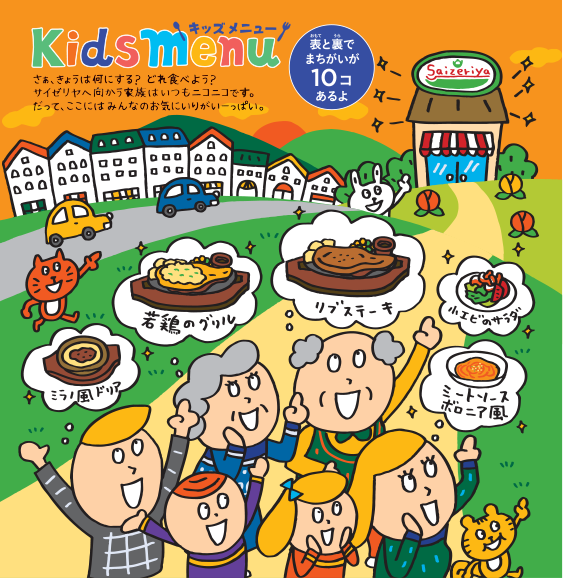 キッズメニュー
Kidsmenu
さぁ、きょうは何にする? どれ食べよう?
サイゼリヤへ向かう家族はいつもニコニコです。
だって、ここにはみんなのお気にいりがいーっぱい。
おもて うら
表と裏で
まちがいが
10コ
あるよ
Saizeriya
若鶏のグリル
リブステーキ
小エビのサラダ
ミラノ風ドリア
ミートソース
ボロニア風